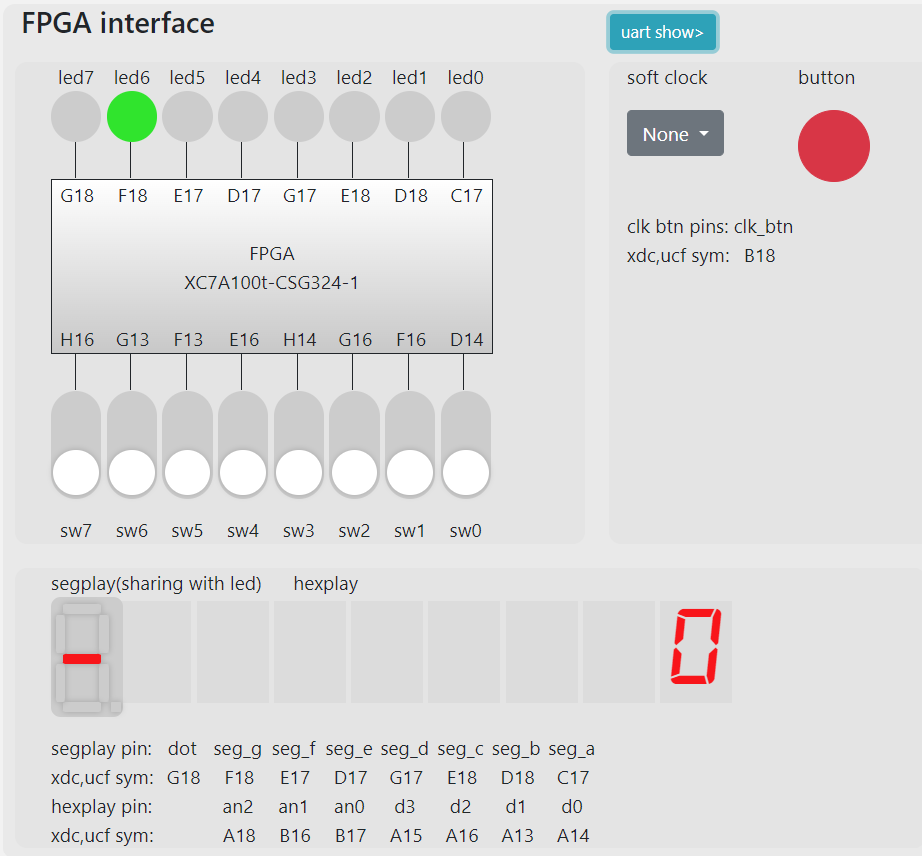 FPGA interface
uart show>
led7 led6 led5 led4 led3 led2 led1 led0
soft clock button
None
G18 F18 E17 D17 G17 E18 D18 C17
FPGA
XC7A100t-CSG324-1
clk btn pins: clk_btn
xdc,ucf sym: B18
H16 G13 F13 E16 H14 G16 F16 D14
sw7 sw6 sw5 sw4 sw3 sw2 sw1 sw0
segplay(sharing with led) hexplay
0
segplay pin: dot seg_g seg_f seg_e seg_d seg_c seg_b seg_a
xdc,ucf sym: G18 F18 E17 D17 G17 E18 D18 C17
hexplay pin: an2 an1 an0 d3 d2 d1 d0
xdc,ucf sym: A18 B16 B17 A15 A16 A13 A14